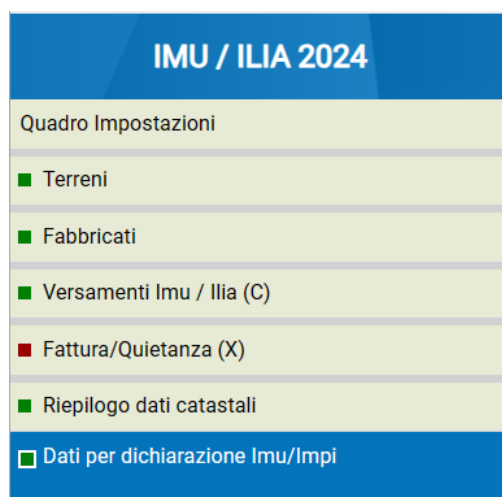 IMU / ILIA 2024
Quadro Impostazioni
Terreni
Fabbricati
Versamenti Imu / Ilia (C)
Fattura/Quietanza (X)
Riepilogo dati catastali
Dati per dichiarazione Imu/Impi